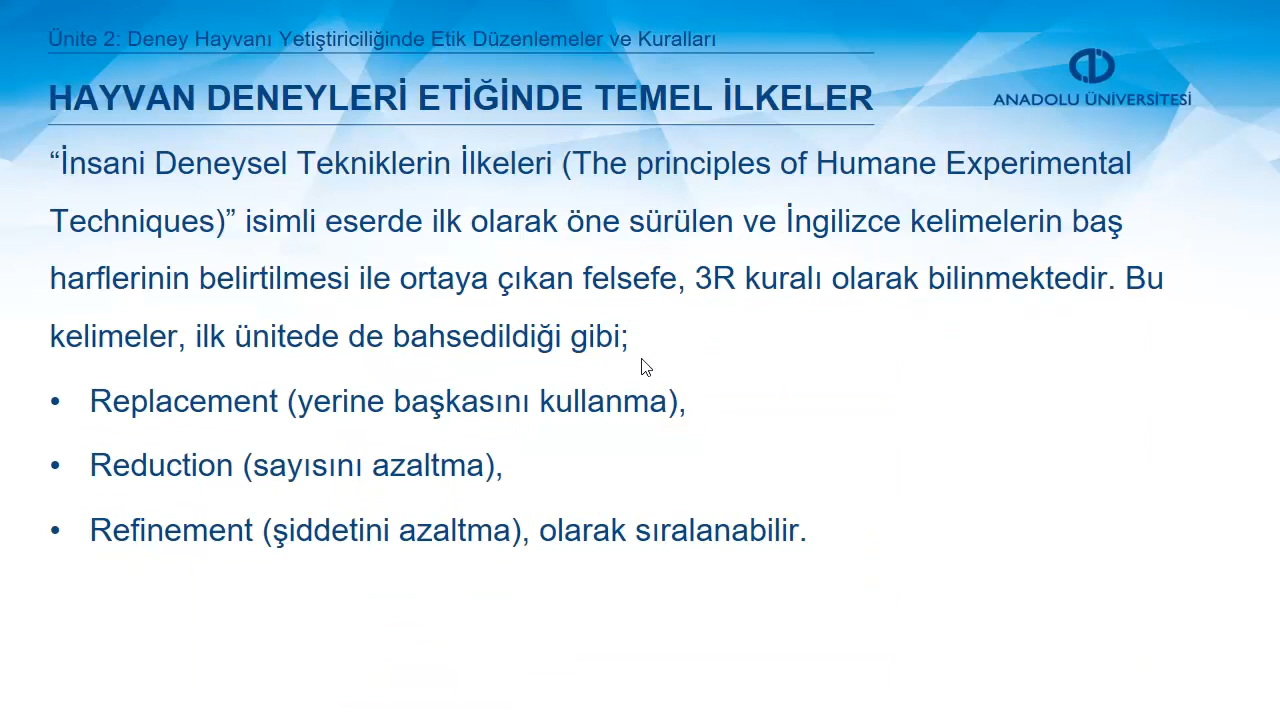 Ünite 2: Deney Hayvanı Yetiştiriciliğinde Etik Düzenlemeler ve Kuralları
HAYVAN DENEYLERİ ETİĞİNDE TEMEL İLKELER
ANADOLU ÜNİVERSİTESİ
“İnsani Deneysel Tekniklerin İlkeleri (The principles of Humane Experimental
Techniques)” isimli eserde ilk olarak öne sürülen ve İngilizce kelimelerin baş
harflerinin belirtilmesi ile ortaya çıkan felsefe, 3R kuralı olarak bilinmektedir. Bu
kelimeler, ilk ünitede de bahsedildiği gibi;
• Replacement (yerine başkasını kullanma),
• Reduction (sayısını azaltma),
• Refinement (şiddetini azaltma), olarak sıralanabilir.